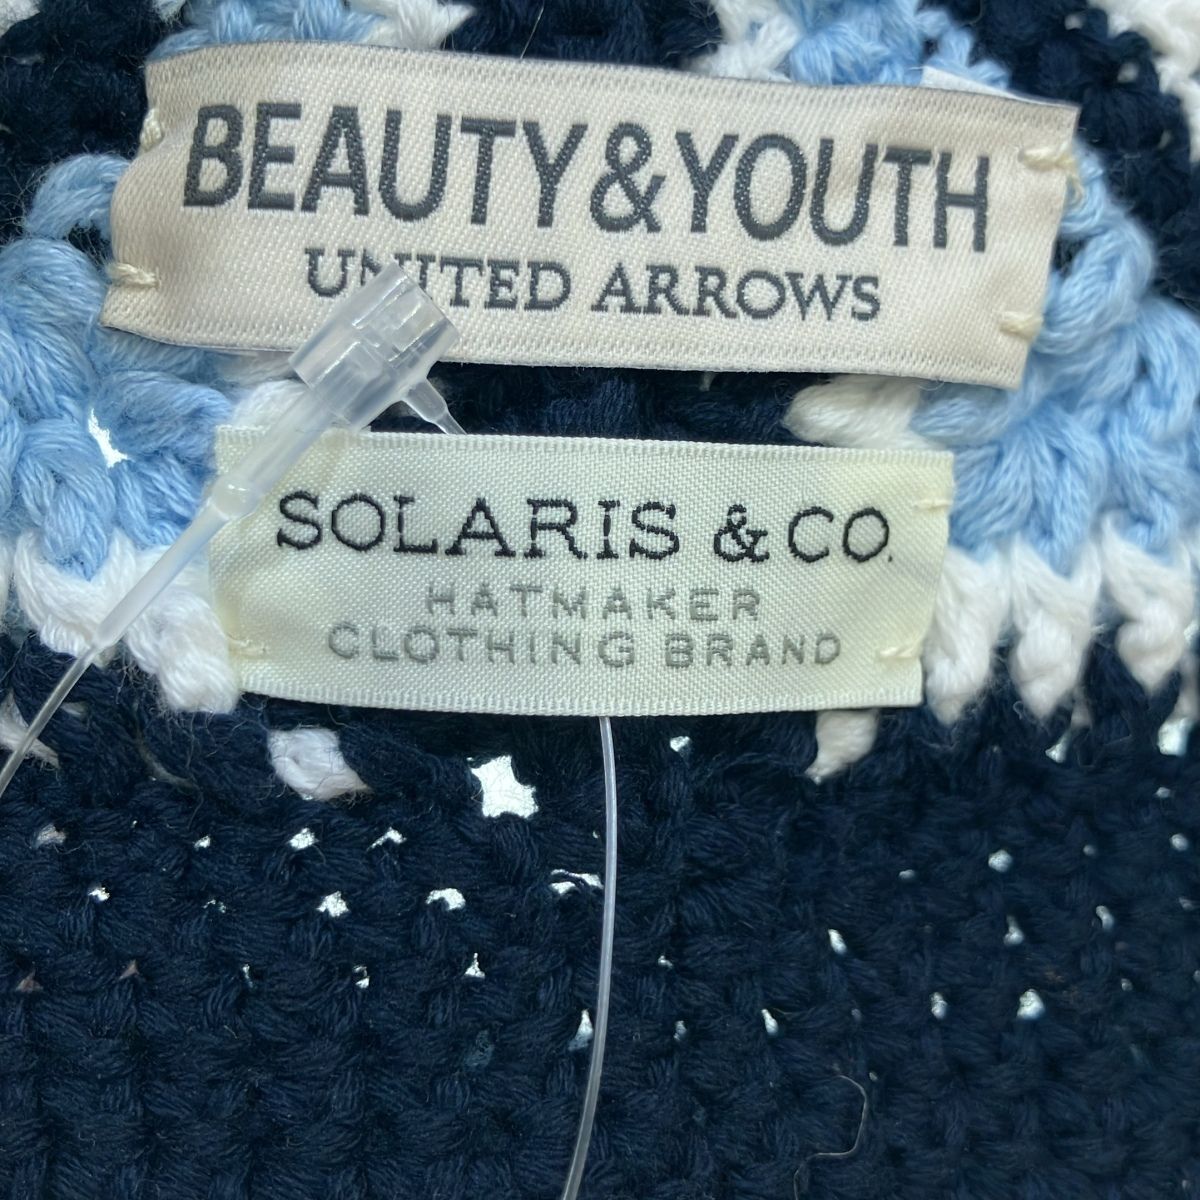 BEAUTY&YOUTH
UNITED ARROWS
SOLARIS & CO.
HATMAKER
CLOTHING BRAND